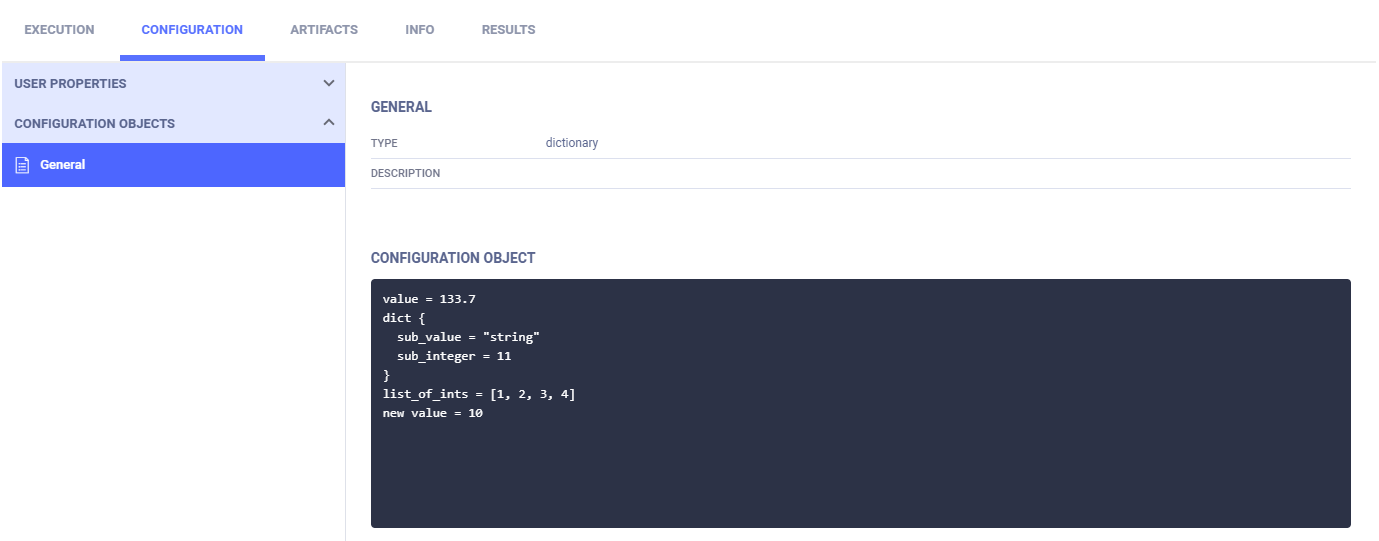 EXECUTION CONFIGURATION ARTIFACTS INFO RESULTS
USER PROPERTIES
CONFIGURATION OBJECTS
General
GENERAL
TYPE dictionary
DESCRIPTION
CONFIGURATION OBJECT
value = 133.7
dict {
  sub_value = "string"
  sub_integer = 11
}
list_of_ints = [1, 2, 3, 4]
new value = 10